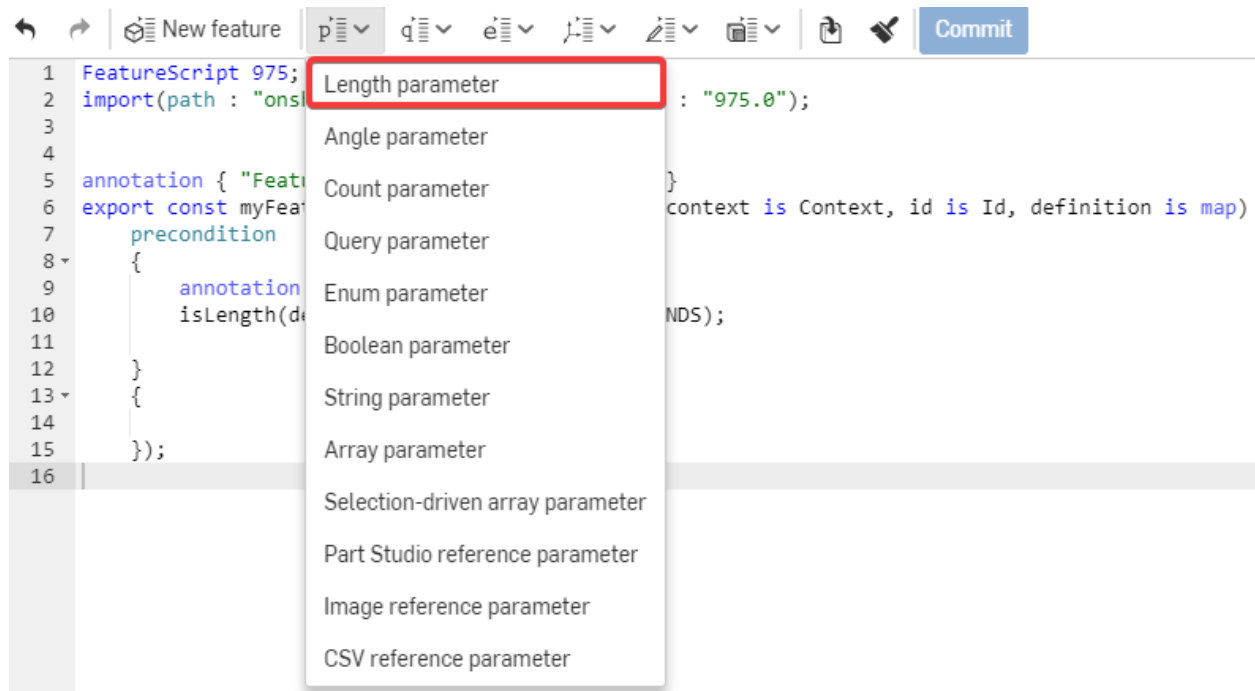 New feature p q e Commit
1 FeatureScript 975;
2 import(path : "onsh : "975.0");
3
4
5 annotation { "Featu }
6 export const myFeat context is Context, id is Id, definition is map)
7 precondition
8 {
9 annotation
10 isLength(de NDS);
11
12 }
13 {
14
15 });
16
Length parameter
Angle parameter
Count parameter
Query parameter
Enum parameter
Boolean parameter
String parameter
Array parameter
Selection-driven array parameter
Part Studio reference parameter
Image reference parameter
CSV reference parameter